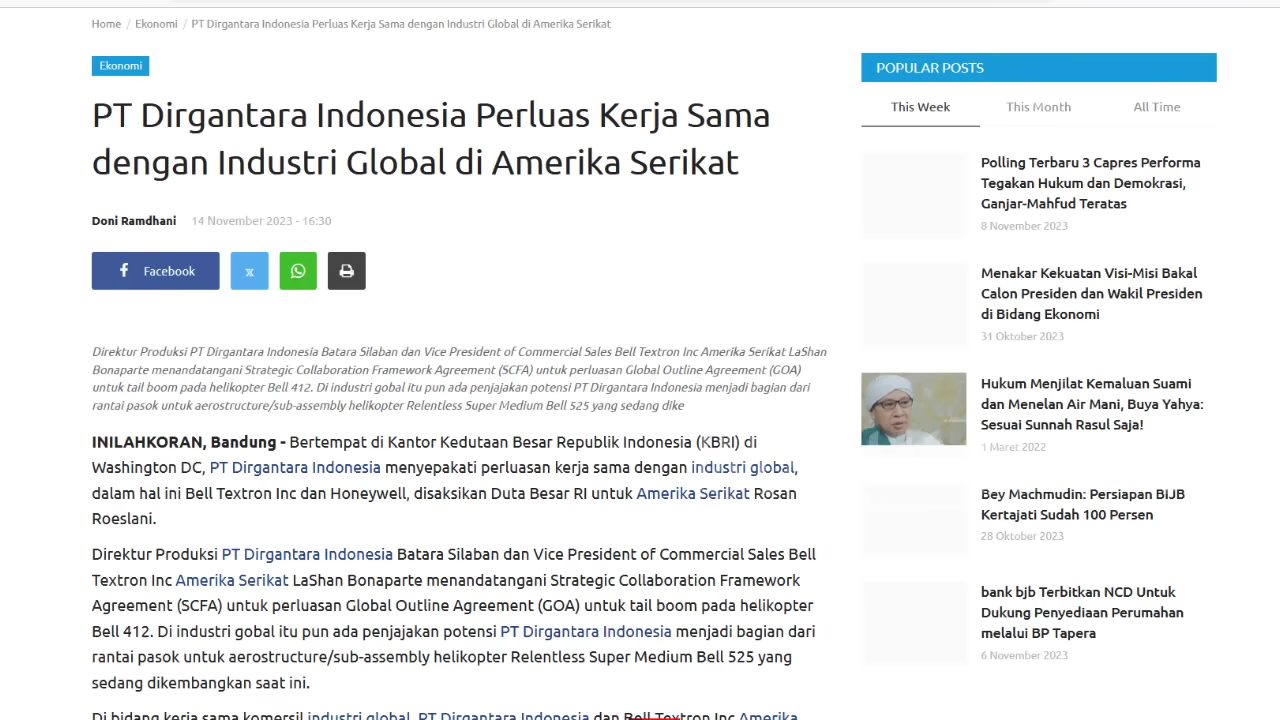 Home / Ekonomi / PT Dirgantara Indonesia Perluas Kerja Sama dengan Industri Global di Amerika Serikat
Ekonomi
PT Dirgantara Indonesia Perluas Kerja Sama
dengan Industri Global di Amerika Serikat
Doni Ramdhani 14 November 2023 - 16:30
Facebook
Direktur Produksi PT Dirgantara Indonesia Batara Silaban dan Vice President of Commercial Sales Bell Textron Inc Amerika Serikat LaShan
Bonaparte menandatangani Strategic Collaboration Framework Agreement (SCFA) untuk perluasan Global Outline Agreement (GOA)
untuk tail boom pada helikopter Bell 412. Di industri gobal itu pun ada penjajakan potensi PT Dirgantara Indonesia menjadi bagian dari
rantai pasok untuk aerostructure/sub-assembly helikopter Relentless Super Medium Bell 525 yang sedang dike
INILAHKORAN, Bandung - Bertempat di Kantor Kedutaan Besar Republik Indonesia (KBRI) di
Washington DC, PT Dirgantara Indonesia menyepakati perluasan kerja sama dengan industri global,
dalam hal ini Bell Textron Inc dan Honeywell, disaksikan Duta Besar RI untuk Amerika Serikat Rosan
Roeslani.
Direktur Produksi PT Dirgantara Indonesia Batara Silaban dan Vice President of Commercial Sales Bell
Textron Inc Amerika Serikat LaShan Bonaparte menandatangani Strategic Collaboration Framework
Agreement (SCFA) untuk perluasan Global Outline Agreement (GOA) untuk tail boom pada helikopter
Bell 412. Di industri gobal itu pun ada penjajakan potensi PT Dirgantara Indonesia menjadi bagian dari
rantai pasok untuk aerostructure/sub-assembly helikopter Relentless Super Medium Bell 525 yang
sedang dikembangkan saat ini.
Di bidang kerja sama komersil industri global, PT Dirgantara Indonesia dan Bell Textron Inc Amerika
POPULAR POSTS
This Week This Month All Time
Polling Terbaru 3 Capres Performa
Tegakan Hukum dan Demokrasi,
Ganjar-Mahfud Teratas
8 November 2023
Menakar Kekuatan Visi-Misi Bakal
Calon Presiden dan Wakil Presiden
di Bidang Ekonomi
31 Oktober 2023
Hukum Menjilat Kemaluan Suami
dan Menelan Air Mani, Buya Yahya:
Sesuai Sunnah Rasul Saja!
1 Maret 2022
Bey Machmudin: Persiapan BIJB
Kertajati Sudah 100 Persen
28 Oktober 2023
bank bjb Terbitkan NCD Untuk
Dukung Penyediaan Perumahan
melalui BP Tapera
6 November 2023